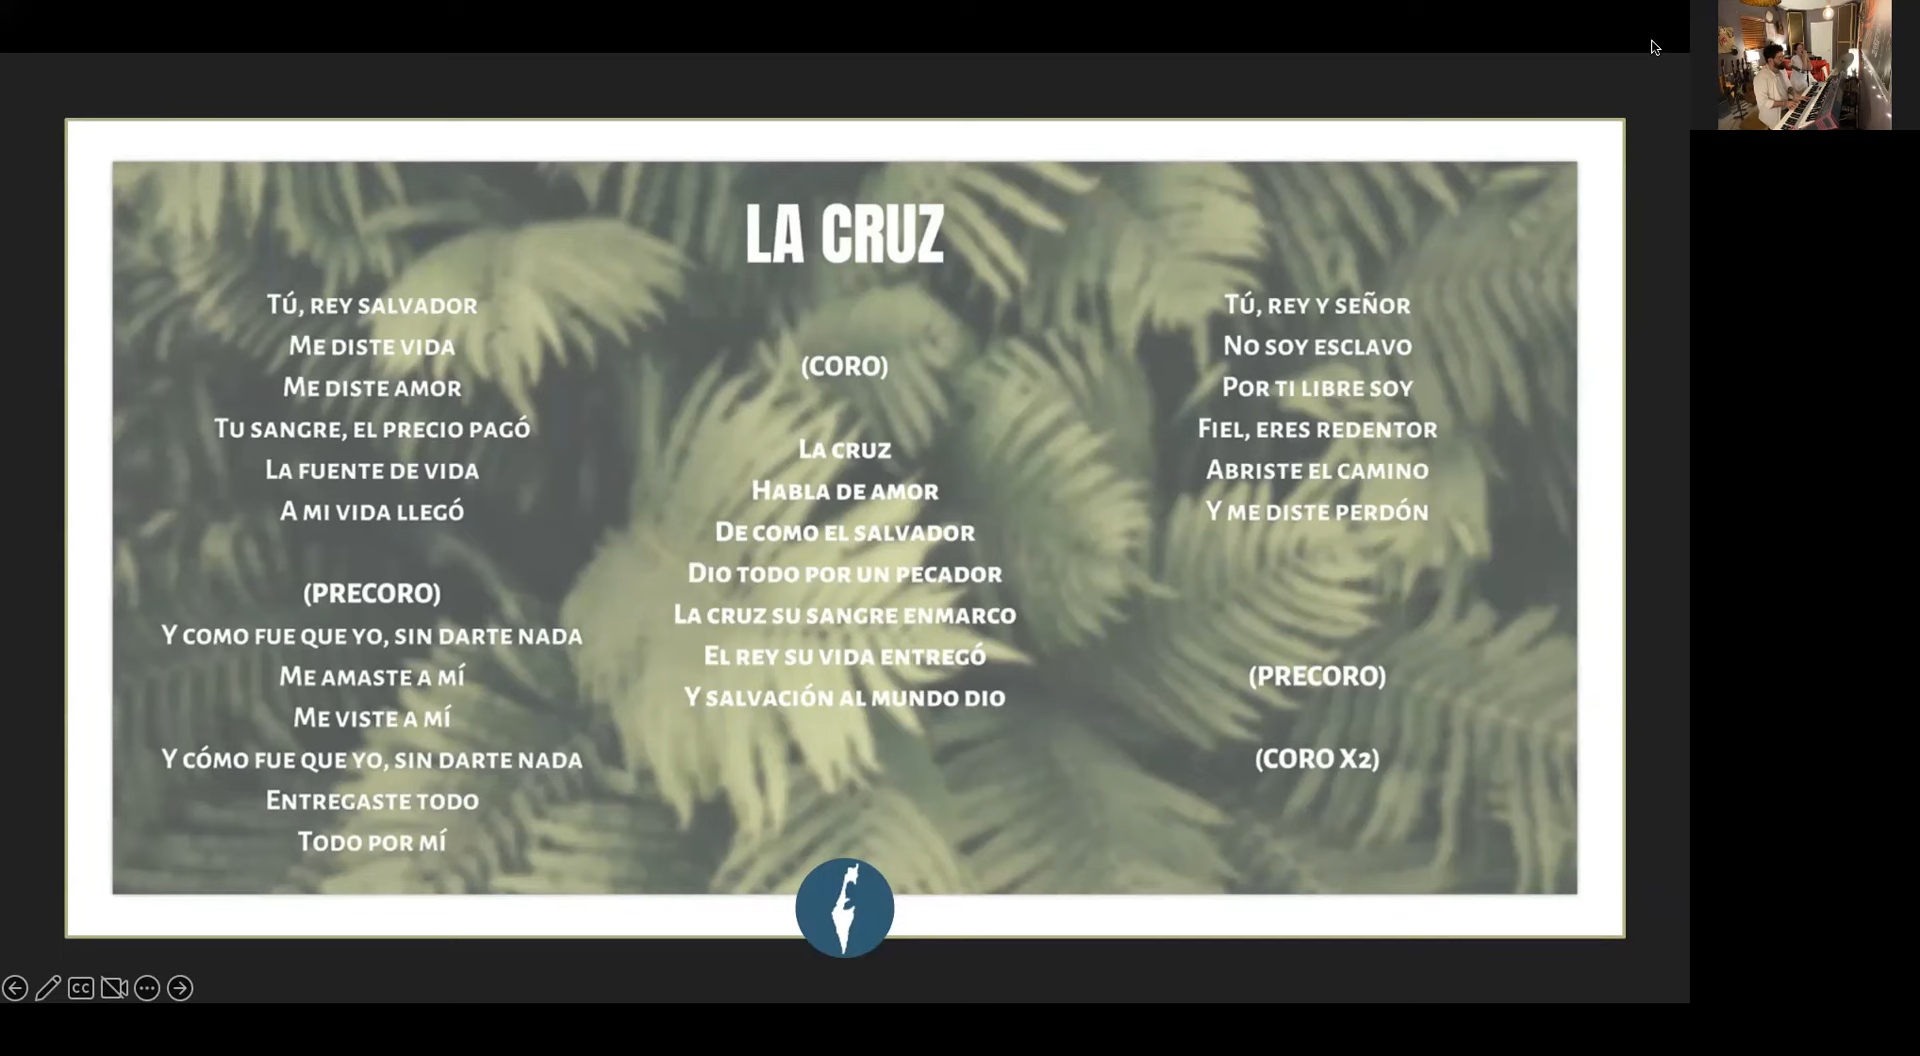 LA CRUZ
TÚ, REY SALVADOR
ME DISTE VIDA
ME DISTE AMOR
TU SANGRE, EL PRECIO PAGÓ
LA FUENTE DE VIDA
A MI VIDA LLEGÓ
(PRECORO)
Y COMO FUE QUE YO, SIN DARTE NADA
ME AMASTE A MÍ
ME VISTE A MÍ
Y CÓMO FUE QUE YO, SIN DARTE NADA
ENTREGASTE TODO
TODO POR MÍ
(CORO)
LA CRUZ
HABLA DE AMOR
DE COMO EL SALVADOR
DIO TODO POR UN PECADOR
LA CRUZ SU SANGRE ENMARCO
EL REY SU VIDA ENTREGÓ
Y SALVACIÓN AL MUNDO DIO
TÚ, REY Y SEÑOR
NO SOY ESCLAVO
POR TI LIBRE SOY
FIEL, ERES REDENTOR
ABRISTE EL CAMINO
Y ME DISTE PERDÓN
(PRECORO)
(CORO X2)
CC